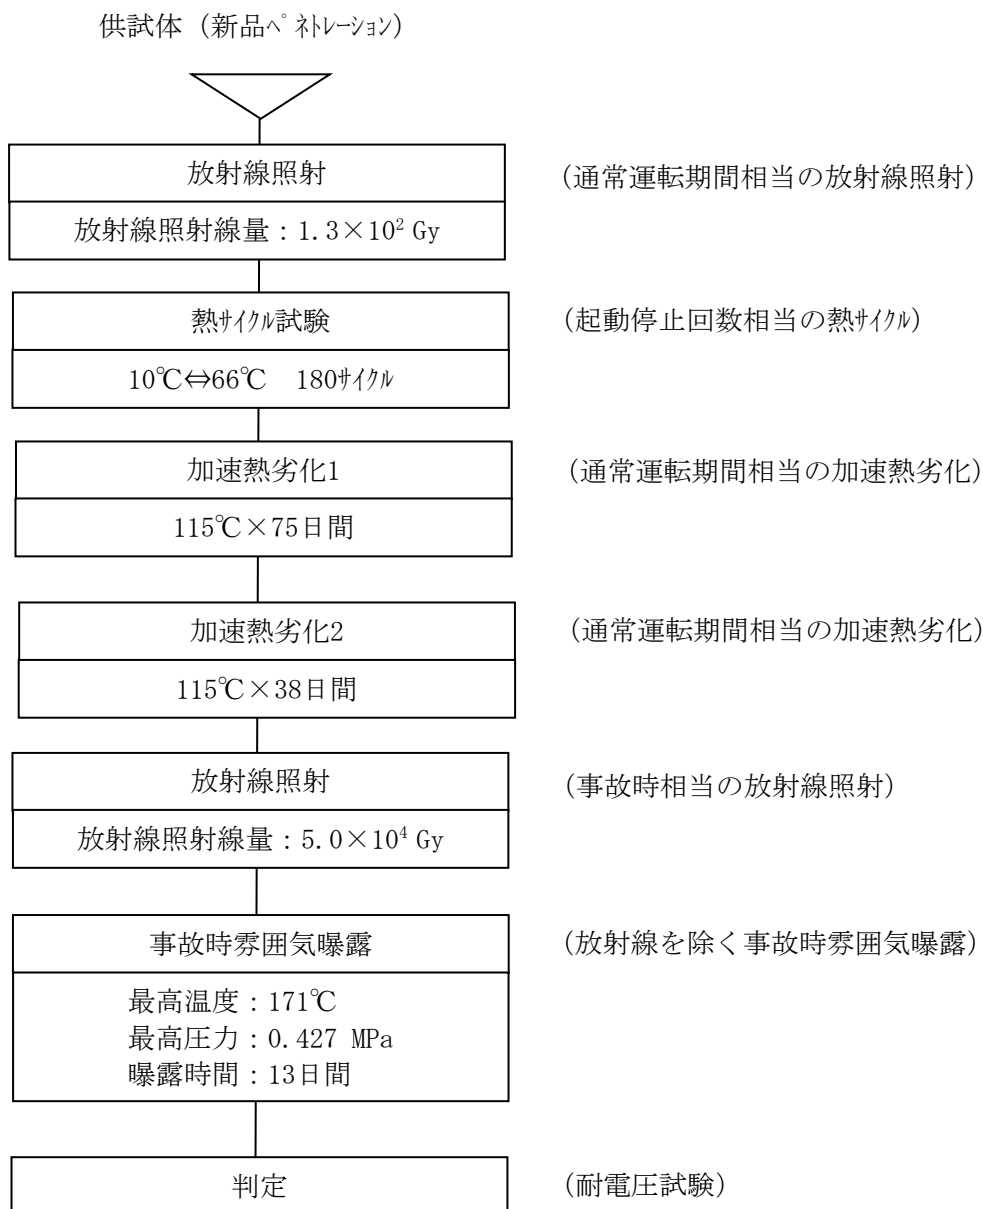 供試体（新品ﾍﾟﾈﾄﾚｰｼｮﾝ）
放射線照射
（通常運転期間相当の放射線照射）
放射線照射線量：1.3×10² Gy
熱ｻｲｸﾙ試験
（起動停止回数相当の熱ｻｲｸﾙ）
10℃⇔66℃　180ｻｲｸﾙ
加速熱劣化1
（通常運転期間相当の加速熱劣化）
115℃×75日間
加速熱劣化2
（通常運転期間相当の加速熱劣化）
115℃×38日間
放射線照射
（事故時相当の放射線照射）
放射線照射線量：5.0×10⁴ Gy
事故時雰囲気曝露
（放射線を除く事故時雰囲気曝露）
最高温度：171℃
最高圧力：0.427 MPa
曝露時間：13日間
判定
（耐電圧試験）